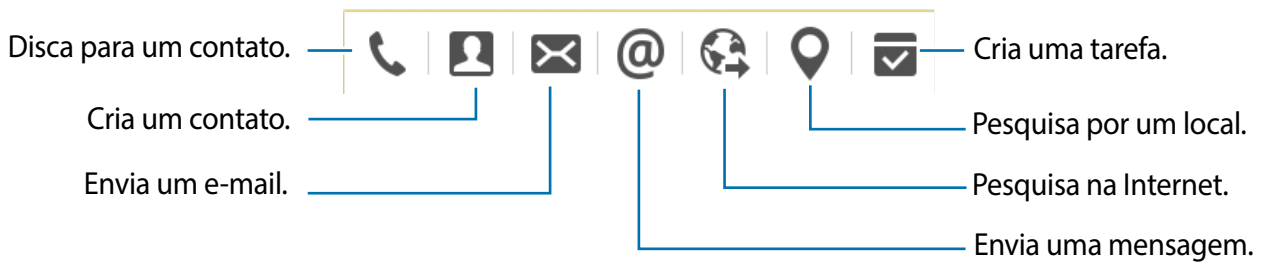 Disca para um contato.
Cria uma tarefa.
Cria um contato.
Pesquisa por um local.
Envia um e-mail.
Pesquisa na Internet.
Envia uma mensagem.